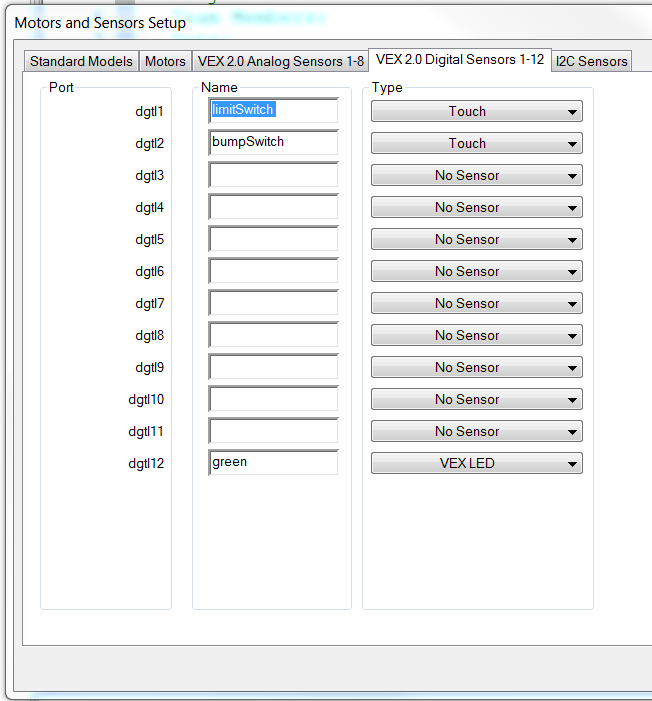 Motors and Sensors Setup
Standard Models Motors VEX 2.0 Analog Sensors 1-8 VEX 2.0 Digital Sensors 1-12 I2C Sensors
Port Name Type
dgtl1 limitSwitch Touch
dgtl2 bumpSwitch Touch
dgtl3 No Sensor
dgtl4 No Sensor
dgtl5 No Sensor
dgtl6 No Sensor
dgtl7 No Sensor
dgtl8 No Sensor
dgtl9 No Sensor
dgtl10 No Sensor
dgtl11 No Sensor
dgtl12 green VEX LED